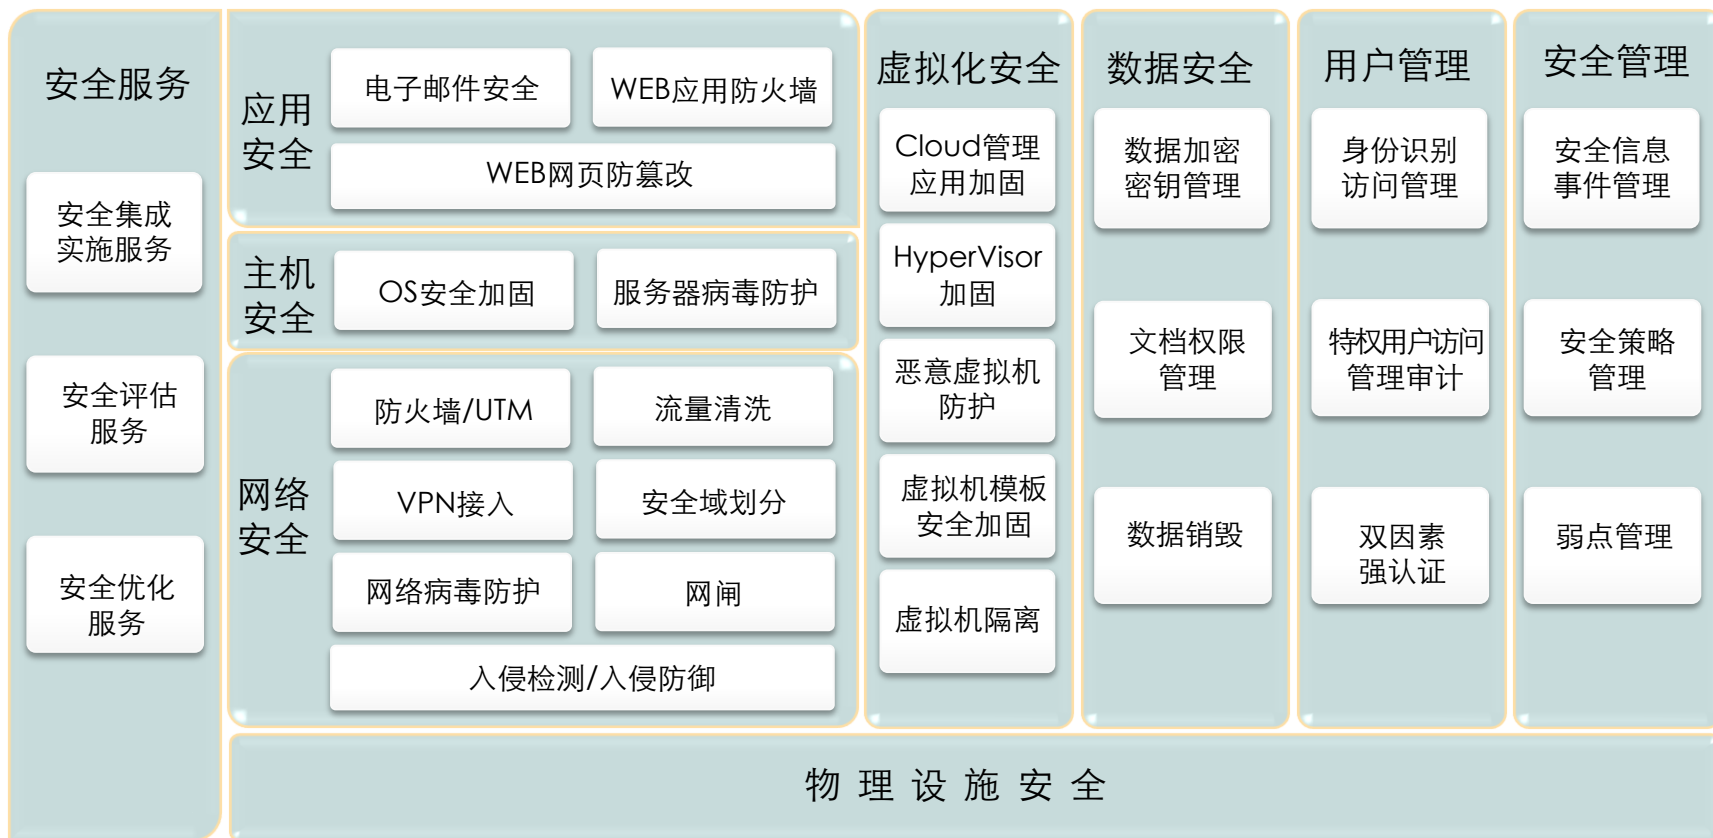 安全服务
安全集成
实施服务
安全评估
服务
安全优化
服务
应用
安全
电子邮件安全
WEB应用防火墙
WEB网页防篡改
主机
安全
OS安全加固
服务器病毒防护
网络
安全
防火墙/UTM
流量清洗
VPN接入
安全域划分
网络病毒防护
网闸
入侵检测/入侵防御
虚拟化安全
Cloud管理
应用加固
HyperVisor
加固
恶意虚拟机
防护
虚拟机模板
安全加固
虚拟机隔离
数据安全
数据加密
密钥管理
文档权限
管理
数据销毁
用户管理
身份识别
访问管理
特权用户访问
管理审计
双因素
强认证
安全管理
安全信息
事件管理
安全策略
管理
弱点管理
物理设施安全